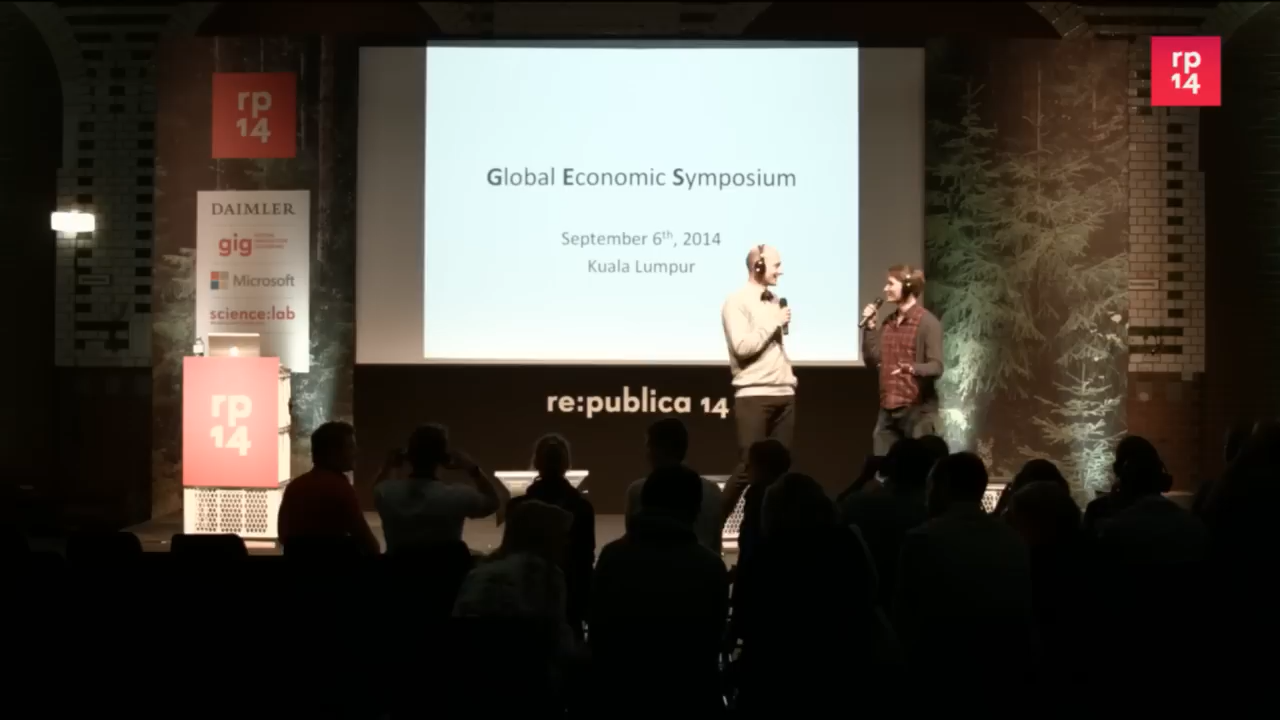 rp
14
rp
14
DAIMLER
gig
Microsoft
science:lab
Global Economic Symposium
September 6th, 2014
Kuala Lumpur
re:publica 14
rp
14